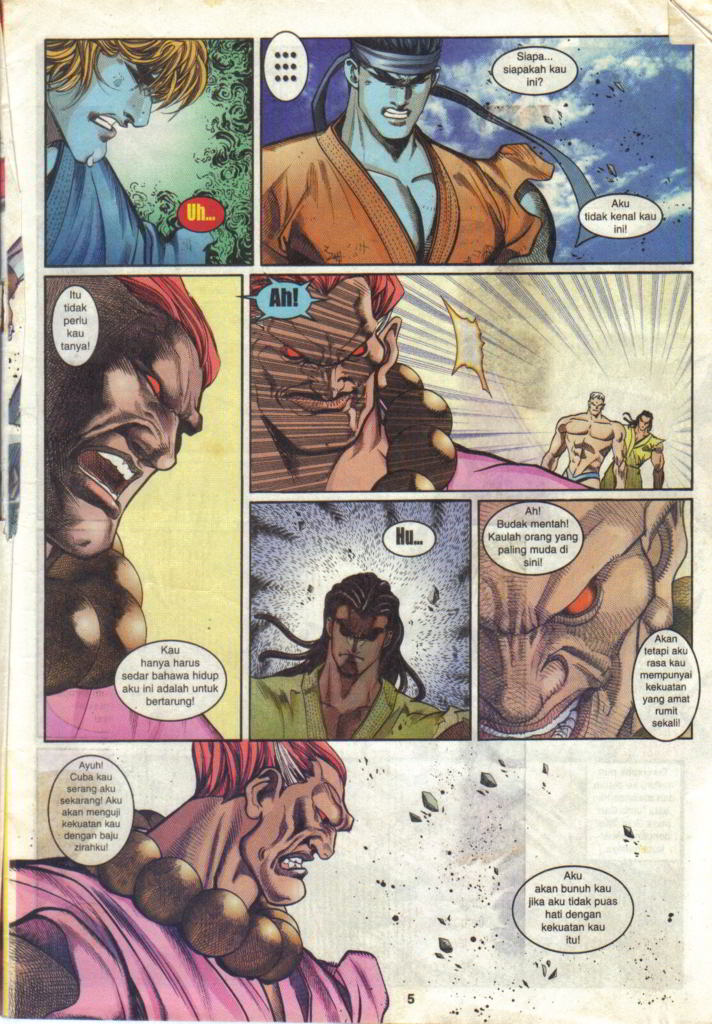 Uh...
Siapa...
siapakah kau
ini?
Aku
tidak kenal kau
ini!
Itu
tidak
perlu
kau
tanya!
Kau
hanya harus
sedar bahawa hidup
aku ini adalah untuk
bertarung!
Ah!
Hu...
Ah!
Budak mentah!
Kaulah orang yang
paling muda di
sini!
Akan
tetapi aku
rasa kau
mempunyai
kekuatan
yang amat
rumit
sekali!
Ayuh!
Cuba kau
serang aku
sekarang! Aku
akan menguji
kekuatan kau
dengan baju
zirahku!
Aku
akan bunuh kau
jika aku tidak puas
hati dengan
kekuatan kau
itu!
5